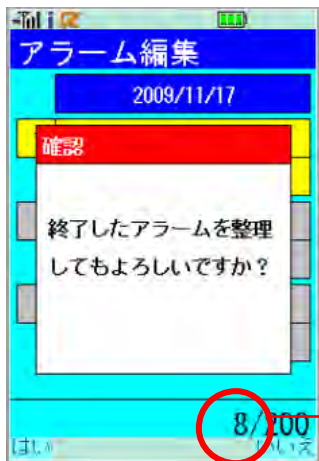 アラーム編集
2009/11/17
確認
終了したアラームを整理
してもよろしいですか？
8/200
はい
いいえ